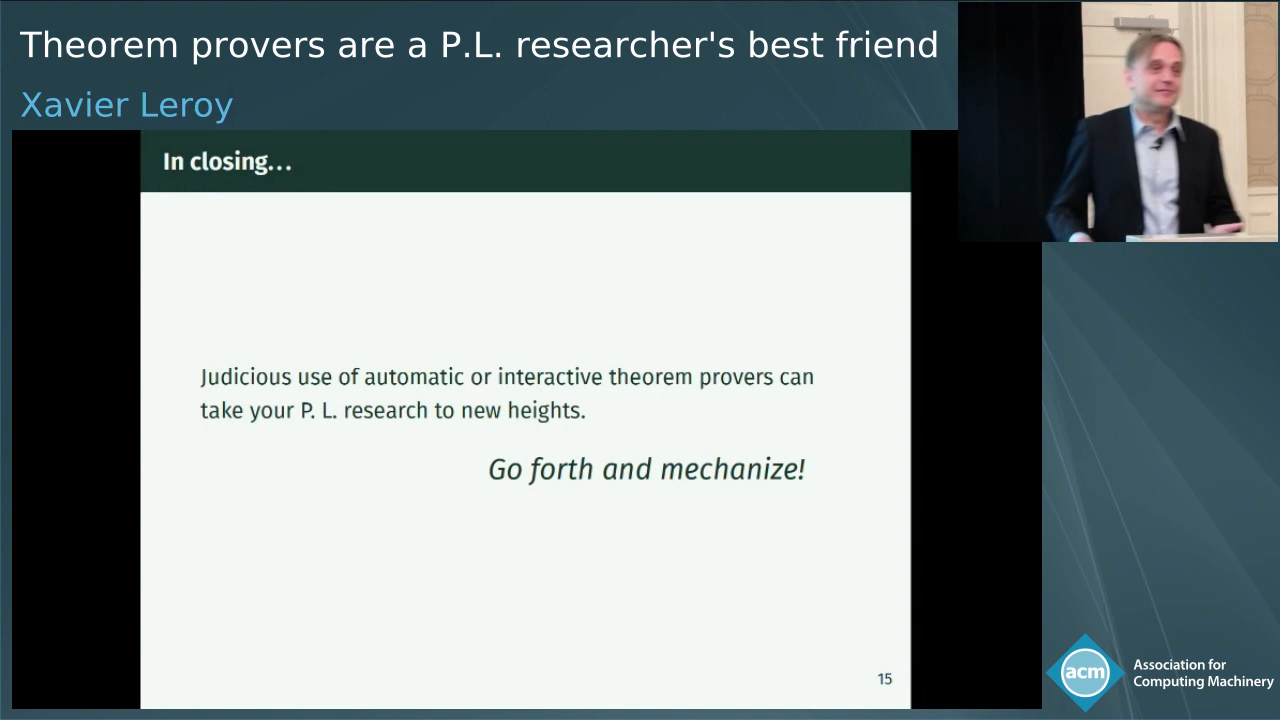 Theorem provers are a P.L. researcher's best friend
Xavier Leroy
In closing…
Judicious use of automatic or interactive theorem provers can
take your P. L. research to new heights.
Go forth and mechanize!
15
acm
Association for
Computing Machinery